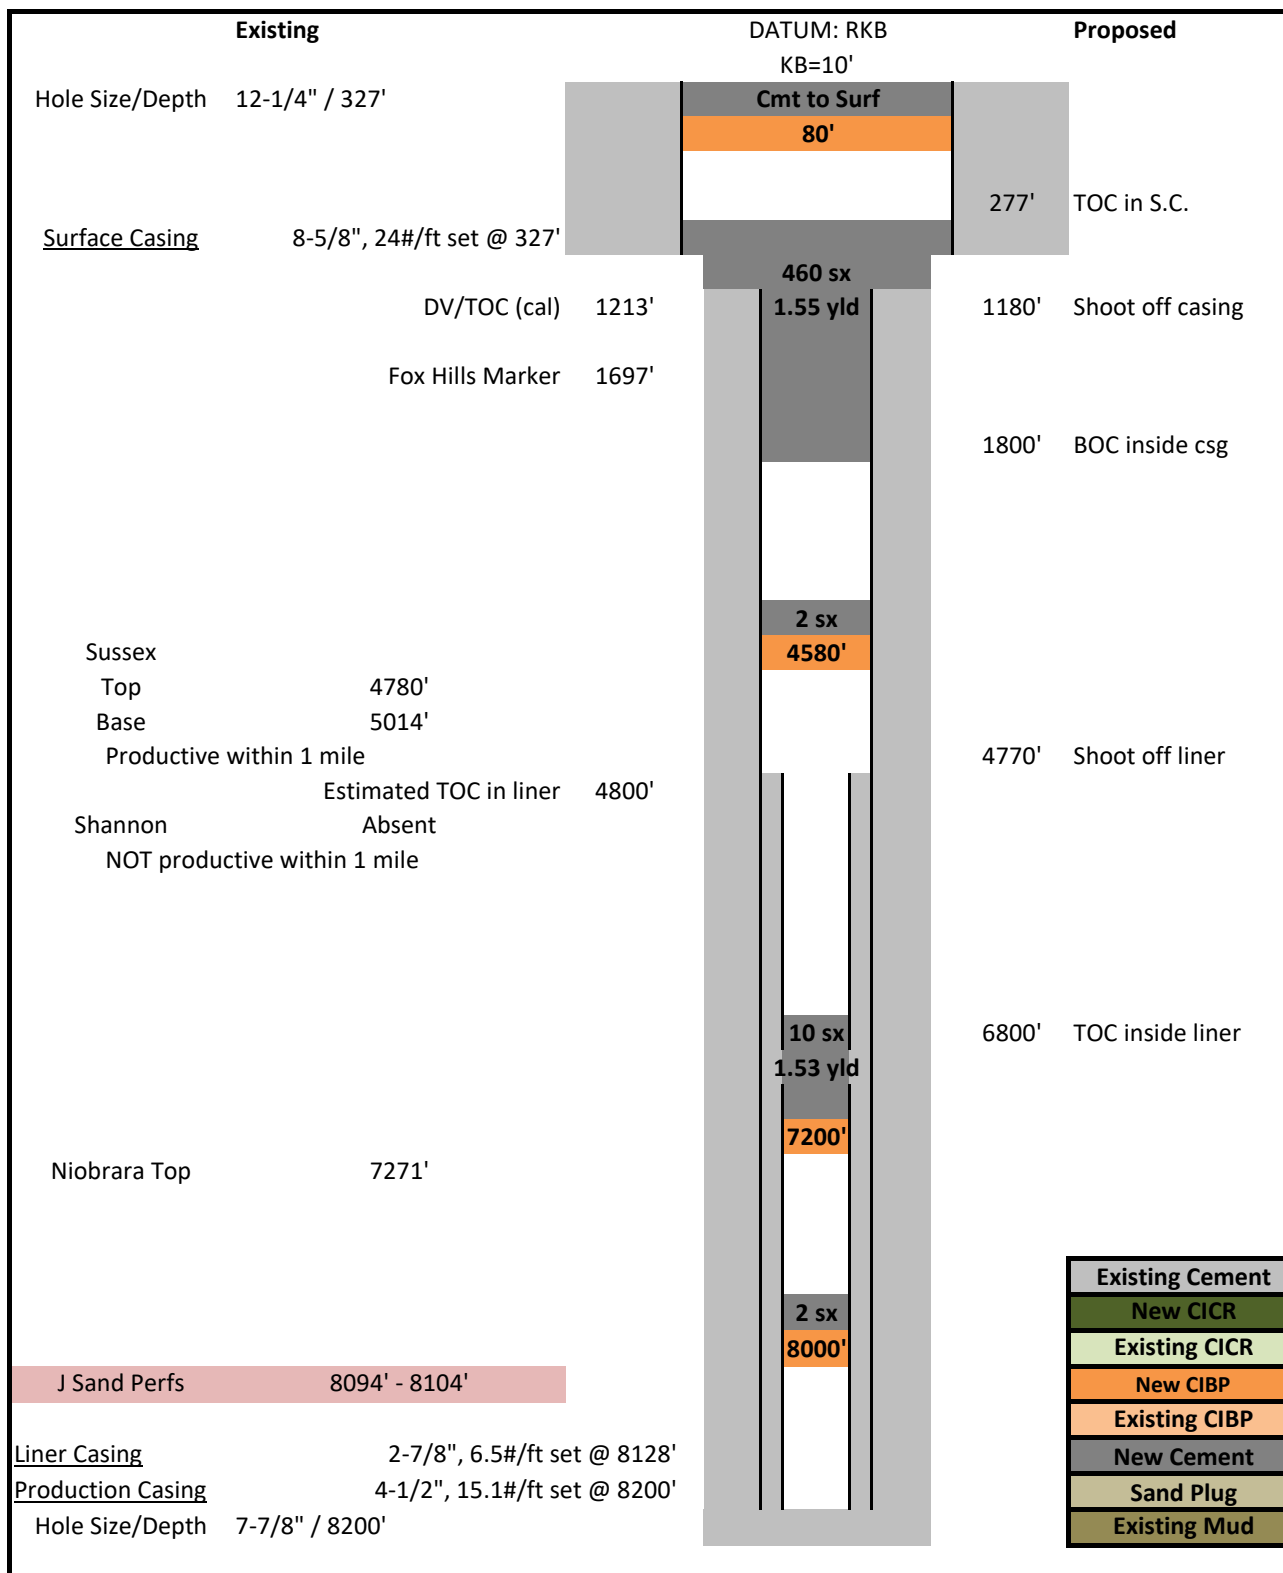 Existing DATUM: RKB Proposed
KB=10'
Hole Size/Depth 12-1/4" / 327' Cmt to Surf
80'
277' TOC in S.C.
Surface Casing 8-5/8", 24#/ft set @ 327'
460 sx
DV/TOC (cal) 1213' 1.55 yld 1180' Shoot off casing
Fox Hills Marker 1697'
1800' BOC inside csg
2 sx
Sussex 4580'
Top 4780'
Base 5014'
Productive within 1 mile 4770' Shoot off liner
Estimated TOC in liner 4800'
Shannon Absent
NOT productive within 1 mile
10 sx 6800' TOC inside liner
1.53 yld
7200'
Niobrara Top 7271'
Existing Cement
2 sx New CICR
8000' Existing CICR
J Sand Perfs 8094' - 8104' New CIBP
Existing CIBP
Liner Casing 2-7/8", 6.5#/ft set @ 8128' New Cement
Production Casing 4-1/2", 15.1#/ft set @ 8200' Sand Plug
Hole Size/Depth 7-7/8" / 8200' Existing Mud